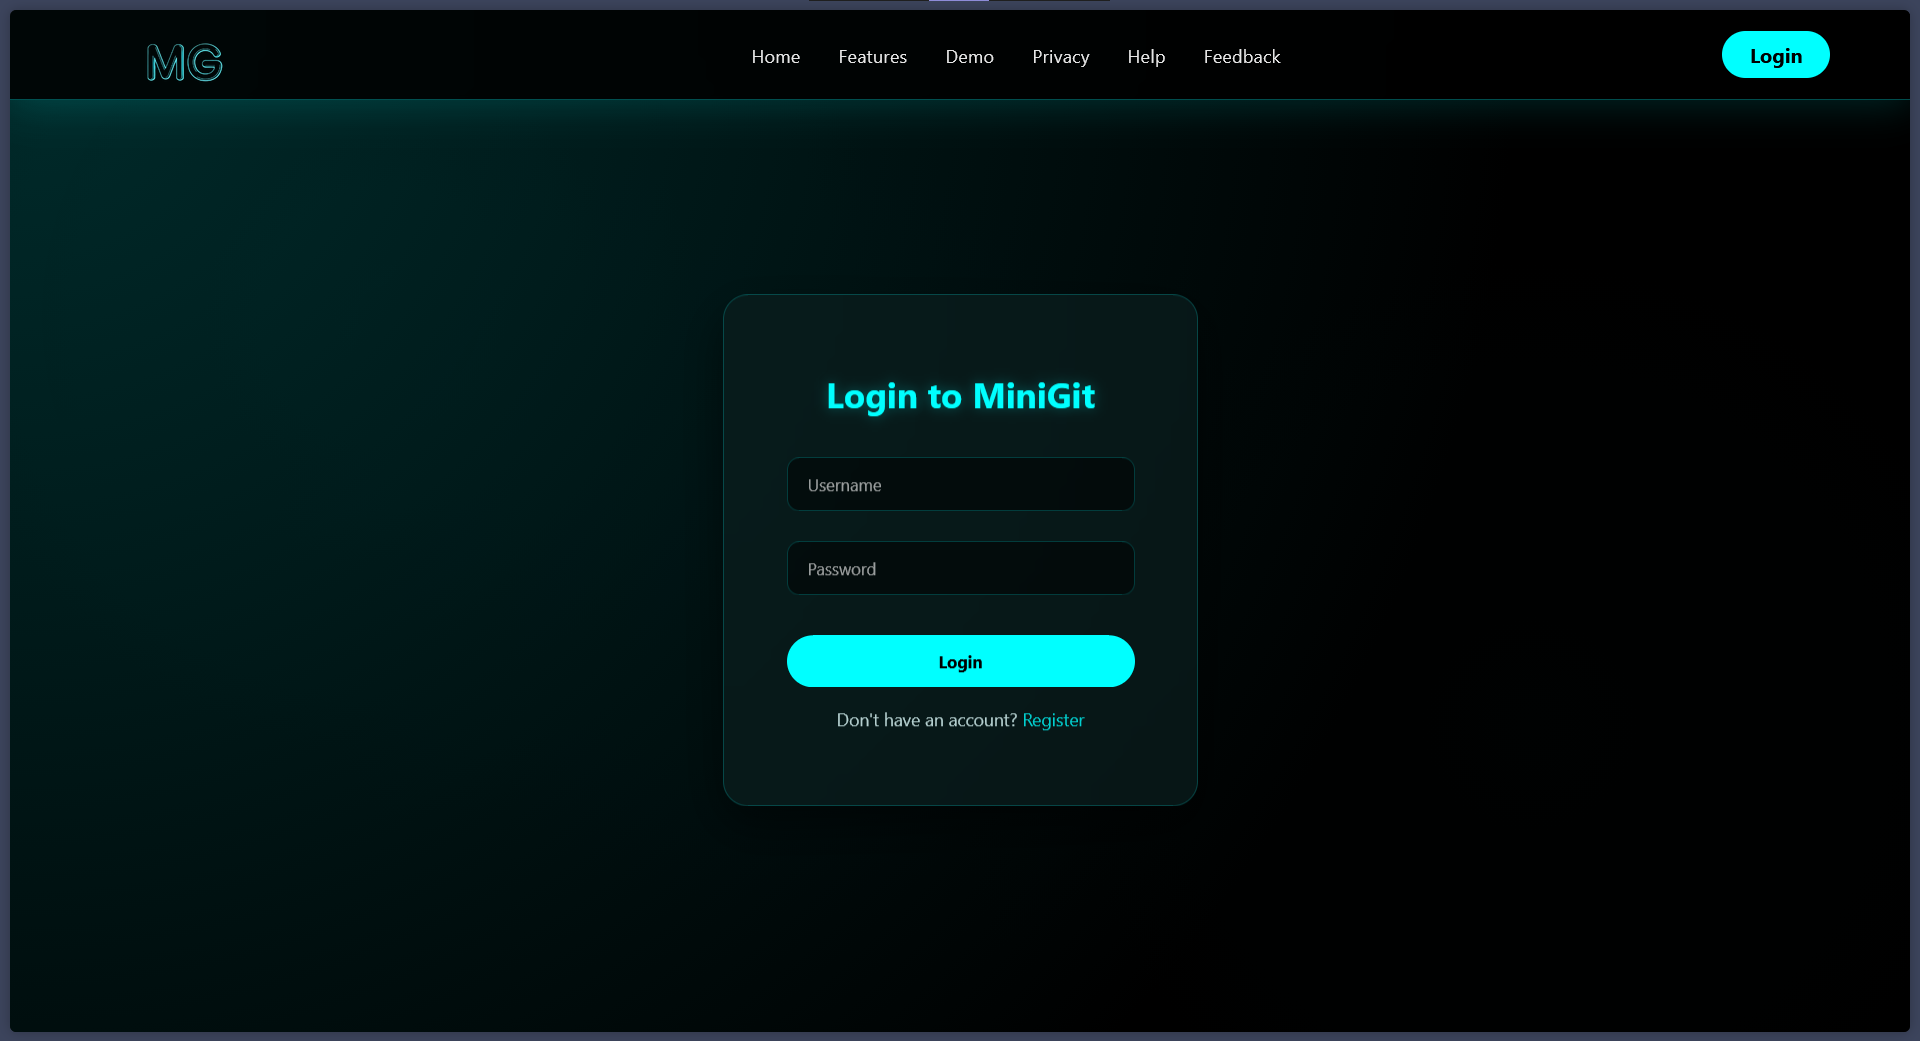 MG
Home Features Demo Privacy Help Feedback
Login
Login to MiniGit
Username
Password
Login
Don't have an account? Register